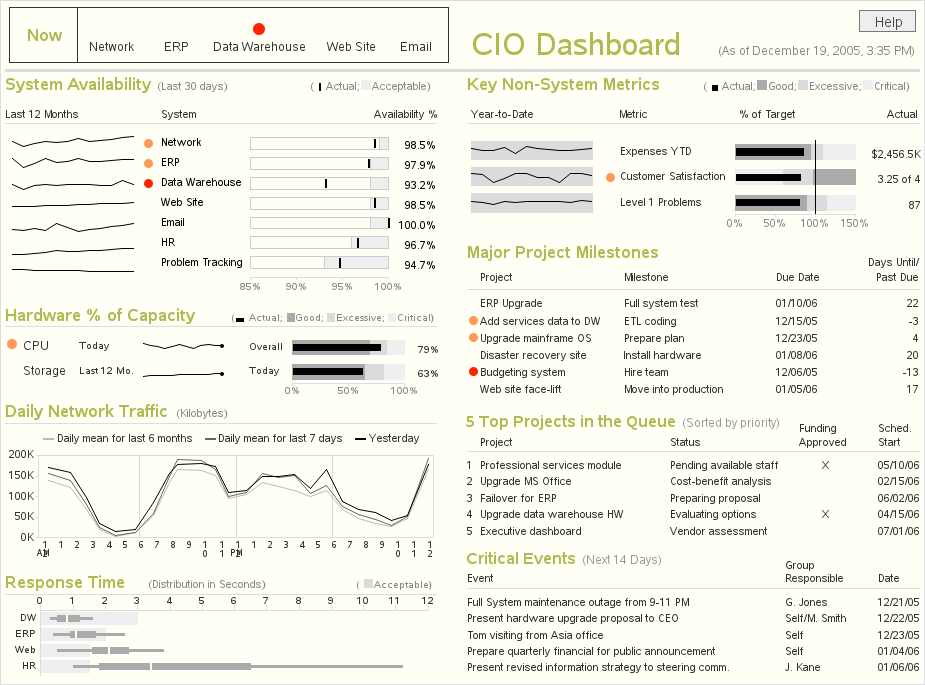 Now
Network ERP Data Warehouse Web Site Email
CIO Dashboard
Help
(As of December 19, 2005, 3:35 PM)
System Availability (Last 30 days) ( Actual; Acceptable)
Last 12 Months System Availability %
Network 98.5%
ERP 97.9%
Data Warehouse 93.2%
Web Site 98.5%
Email 100.0%
HR 96.7%
Problem Tracking 94.7%
85% 90% 95% 100%
Hardware % of Capacity ( Actual; Good; Excessive; Critical)
CPU Today Overall 79%
Storage Last 12 Mo. Today 63%
0% 50% 100%
Daily Network Traffic (Kilobytes)
Daily mean for last 6 months Daily mean for last 7 days Yesterday
200K
150K
100K
50K
0K
12 AM 1 2 3 4 5 6 7 8 9 10 11 12 PM 1 2 3 4 5 6 7 8 9 10 11 12
Response Time (Distribution in Seconds) ( Acceptable)
0 1 2 3 4 5 6 7 8 9 10 11 12
DW
ERP
Web
HR
Key Non-System Metrics ( Actual; Good; Excessive; Critical)
Year-to-Date Metric % of Target Actual
Expenses YTD $2,456.5K
Customer Satisfaction 3.25 of 4
Level 1 Problems 87
0% 50% 100% 150%
Major Project Milestones
Project Milestone Due Date Days Until/
Past Due
ERP Upgrade Full system test 01/10/06 22
Add services data to DW ETL coding 12/15/05 -3
Upgrade mainframe OS Prepare plan 12/23/05 4
Disaster recovery site Install hardware 01/08/06 20
Budgeting system Hire team 12/06/05 -13
Web site face-lift Move into production 01/05/06 17
5 Top Projects in the Queue (Sorted by priority)
Project Status Funding
Approved Sched.
Start
1 Professional services module Pending available staff X 05/10/06
2 Upgrade MS Office Cost-benefit analysis 02/15/06
3 Failover for ERP Preparing proposal 06/02/06
4 Upgrade data warehouse HW Evaluating options X 04/15/06
5 Executive dashboard Vendor assessment 07/01/06
Critical Events (Next 14 Days)
Event Group
Responsible Date
Full System maintenance outage from 9-11 PM G. Jones 12/21/05
Present hardware upgrade proposal to CEO Self/M. Smith 12/22/05
Tom visiting from Asia office Self 12/23/05
Prepare quarterly financial for public announcement Self 01/04/06
Present revised information strategy to steering comm. J. Kane 01/06/06